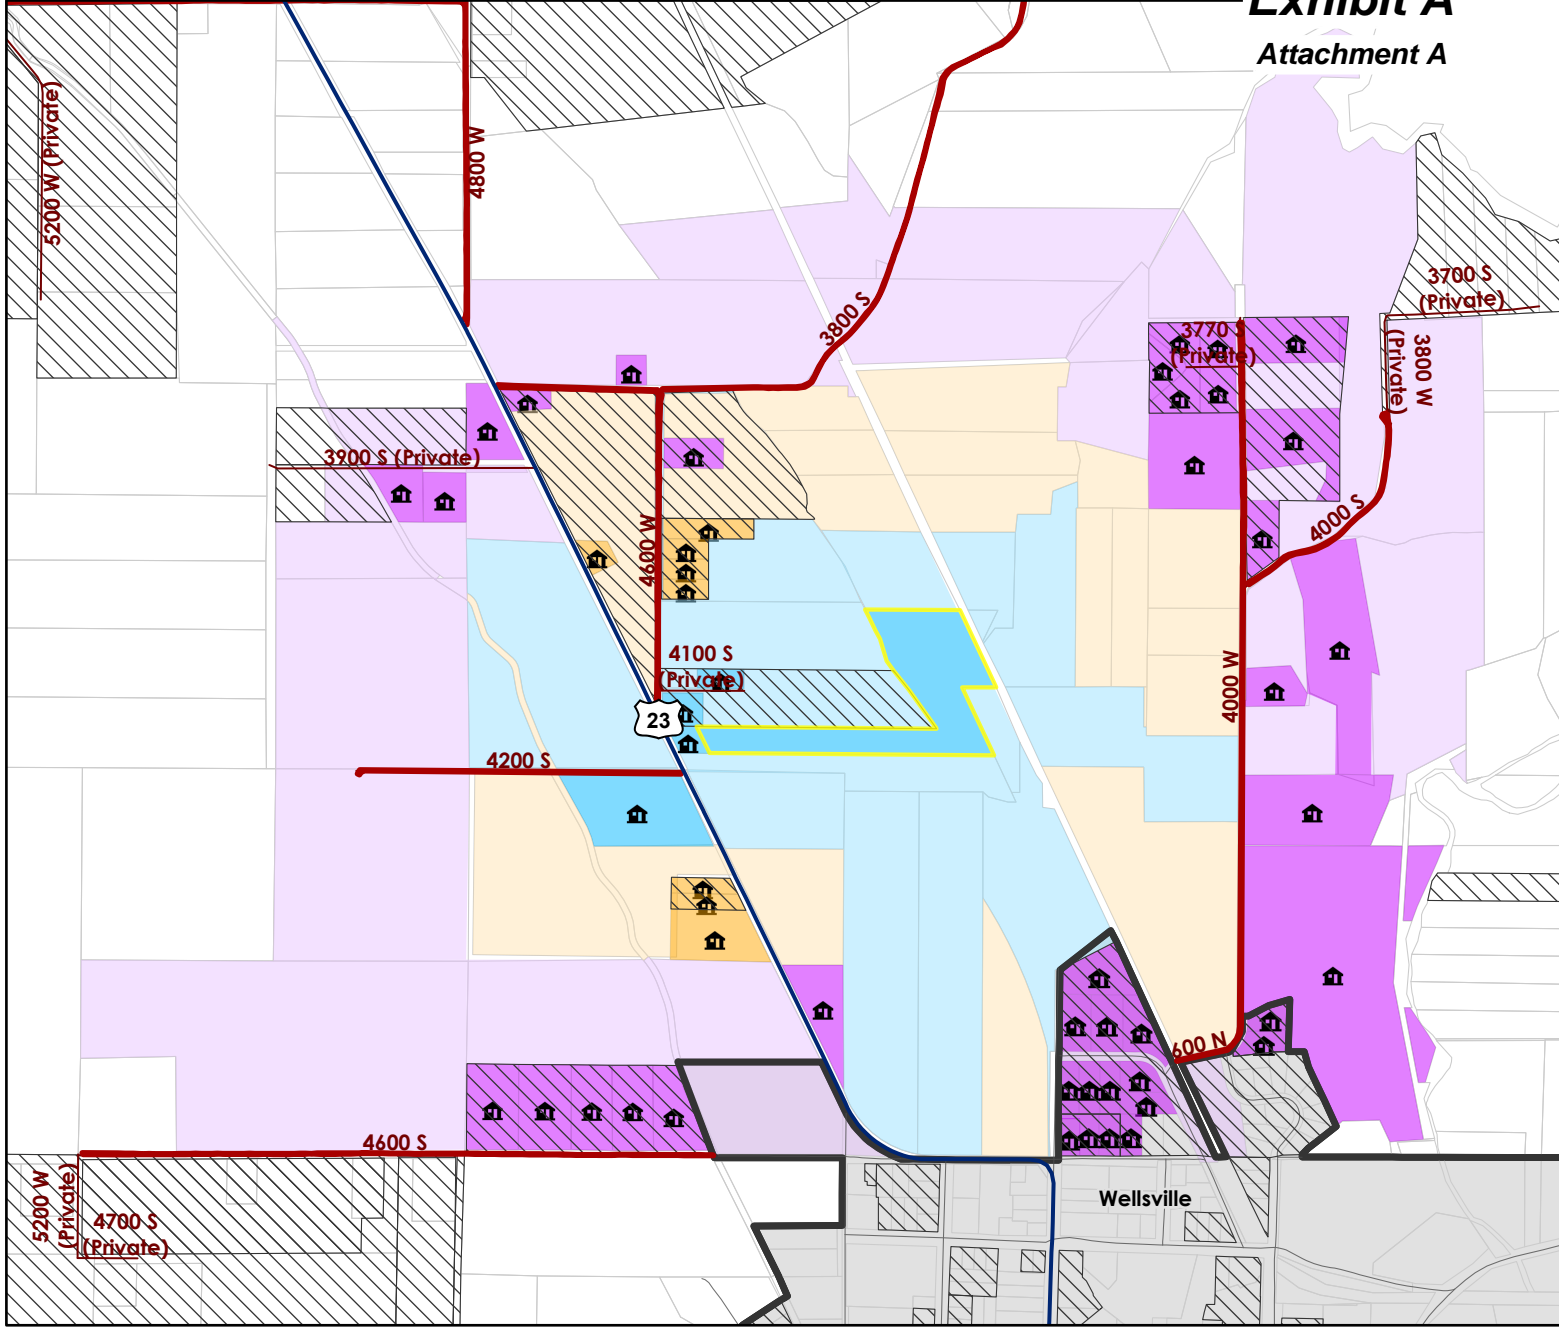 Exhibit A
Attachment A
5200 W (Private)
4800 W
3800 S
3700 S
(Private)
3770 S
(Private)
3800 W
(Private)
3900 S (Private)
4600 W
4000 S
4100 S
(Private)
23
4000 W
4200 S
600 N
4600 S
5200 W
(Private)
4700 S
(Private)
Wellsville